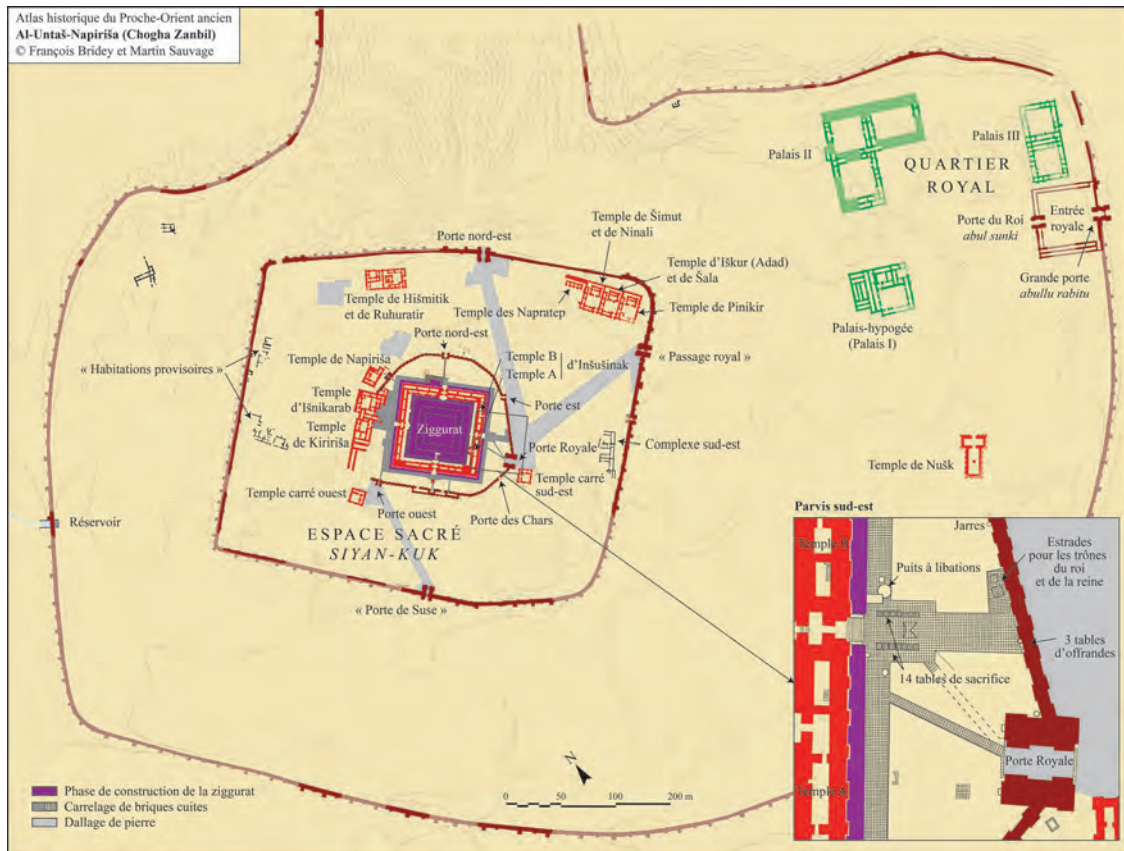 Atlas historique du Proche-Orient ancien
Al-Untaš-Napiriša (Chogha Zanbil)
© François Bridey et Martin Sauvage
Palais II
Palais III
QUARTIER
ROYAL
Porte du Roi
abul sunki
Entrée
royale
Grande porte
abullu rabitu
Palais-hypogée
(Palais I)
Porte nord-est
Temple de Šimut
et de Ninali
Temple d'Iškur (Adad)
et de Šala
Temple de Hišmitik
et de Ruhuratir
Temple des Napratep
Temple de Pinikir
Porte nord-est
« Passage royal »
« Habitations provisoires »
Temple de Napiriša
Temple B
Temple A
d'Inšušinak
Temple
d'Išnikarab
Porte est
Temple
de Kiririša
Ziggurat
Porte Royale
Complexe sud-est
Temple de Nušk
Temple carré ouest
Temple carré
sud-est
Porte ouest
Porte des Chars
Réservoir
ESPACE SACRÉ
SIYAN-KUK
« Porte de Suse »
Parvis sud-est
Jarres
Temple B
Estrades
pour les trônes
du roi
et de la reine
Puits à libations
3 tables
d'offrandes
14 tables de sacrifice
Porte Royale
Temple A
N
Phase de construction de la ziggurat
Carrelage de briques cuites
Dallage de pierre
0 50 100 200 m